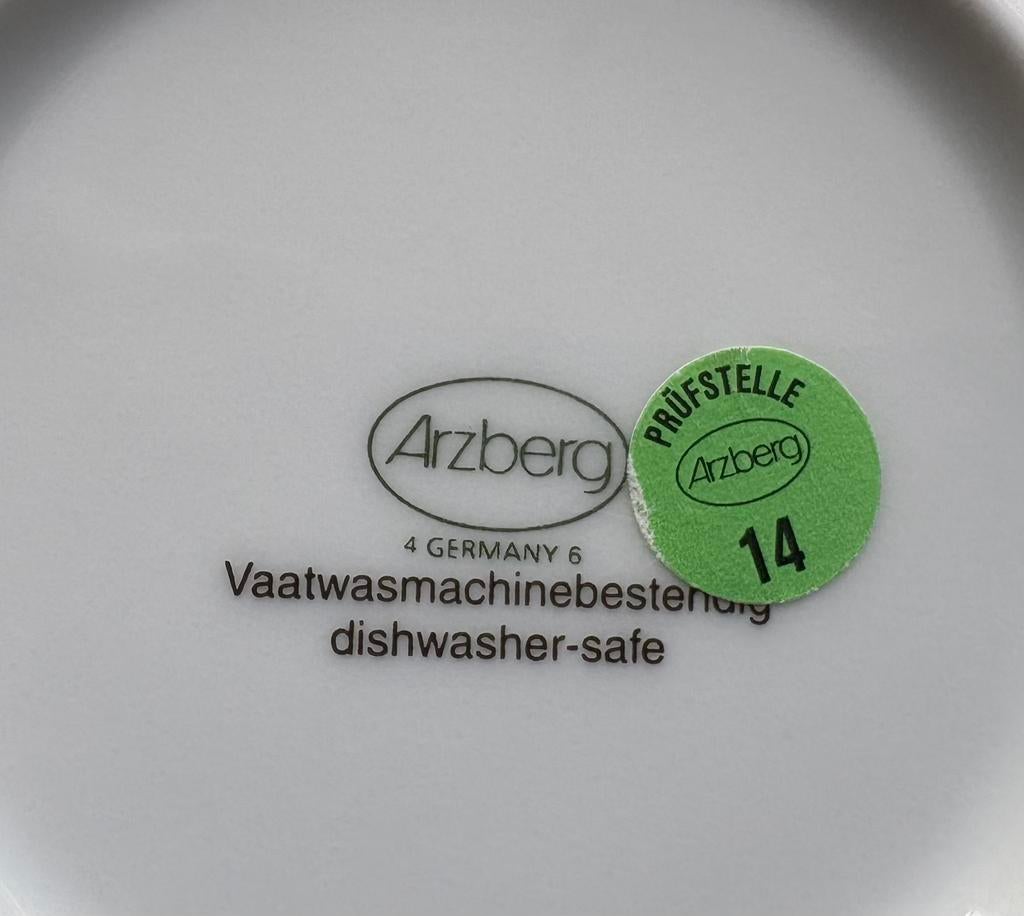 Arzberg
4 GERMANY 6
Vaatwasmachinebestendig
dishwasher-safe
PRÜFSTELLE
Arzberg
14